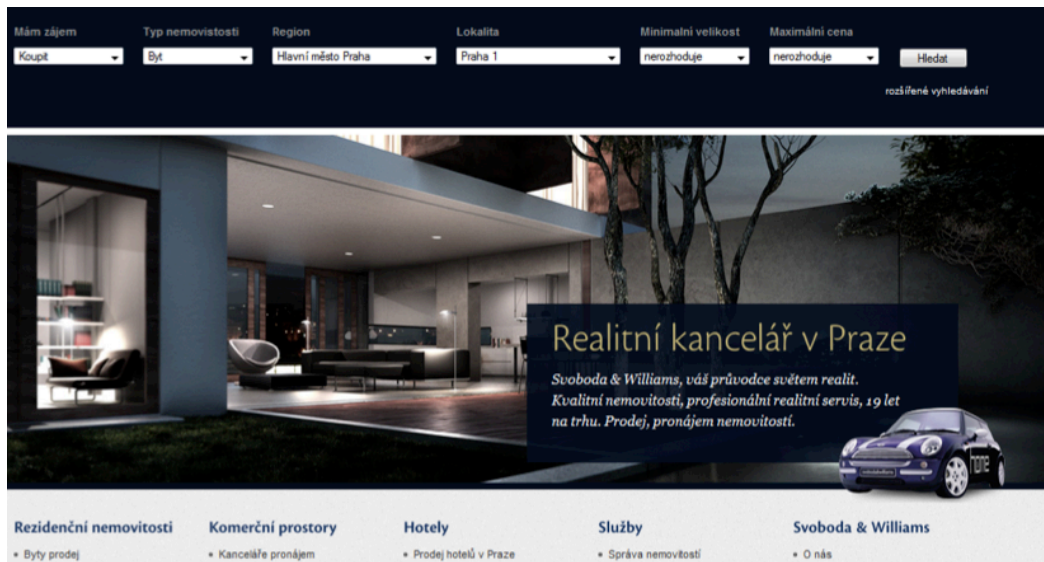 Mám zájem
Typ nemovistosti
Region
Lokalita
Minimalni velikost
Maximální cena
Koupit
Byt
Hlavní město Praha
Praha 1
nerozhoduje
nerozhoduje
Hledat
rozšířené vyhledávání
Realitní kancelář v Praze
Svoboda & Williams, váš průvodce světem realit.
Kvalitní nemovitosti, profesionální realitní servis, 19 let
na trhu. Prodej, pronájem nemovitostí.
Rezidenční nemovitosti
Komerční prostory
Hotely
Služby
Svoboda & Williams
Byty prodej
Kanceláře pronájem
Prodej hotelů v Praze
Správa nemovitostí
O nás